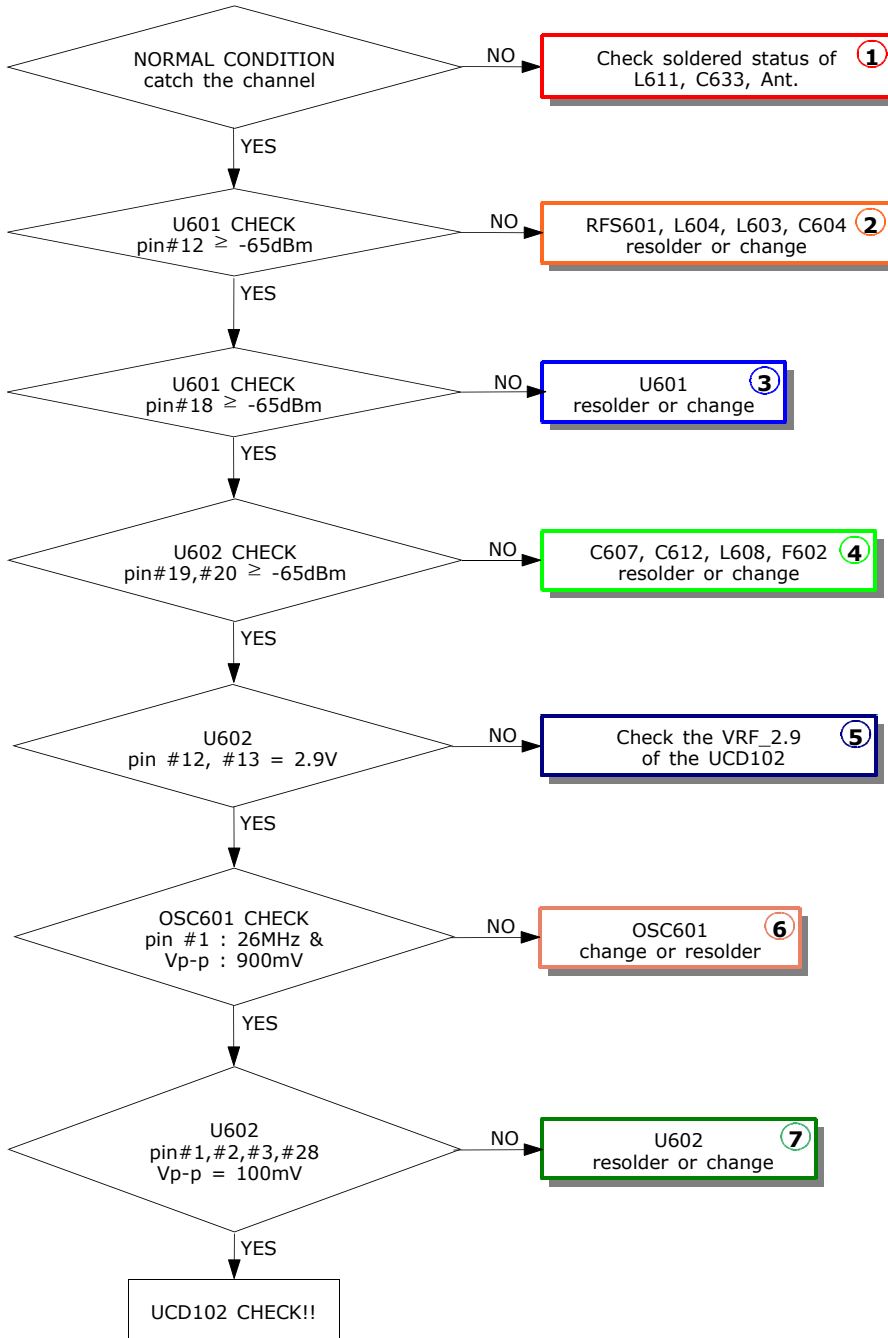 NORMAL CONDITION
catch the channel
NO
Check soldered status of
L611, C633, Ant.
1
YES
U601 CHECK
pin#12 ≥ -65dBm
NO
RFS601, L604, L603, C604
resolder or change
2
YES
U601 CHECK
pin#18 ≥ -65dBm
NO
U601
resolder or change
3
YES
U602 CHECK
pin#19,#20 ≥ -65dBm
NO
C607, C612, L608, F602
resolder or change
4
YES
U602
pin #12, #13 = 2.9V
NO
Check the VRF_2.9
of the UCD102
5
YES
OSC601 CHECK
pin #1 : 26MHz &
Vp-p : 900mV
NO
OSC601
change or resolder
6
YES
U602
pin#1,#2,#3,#28
Vp-p = 100mV
NO
U602
resolder or change
7
YES
UCD102 CHECK!!